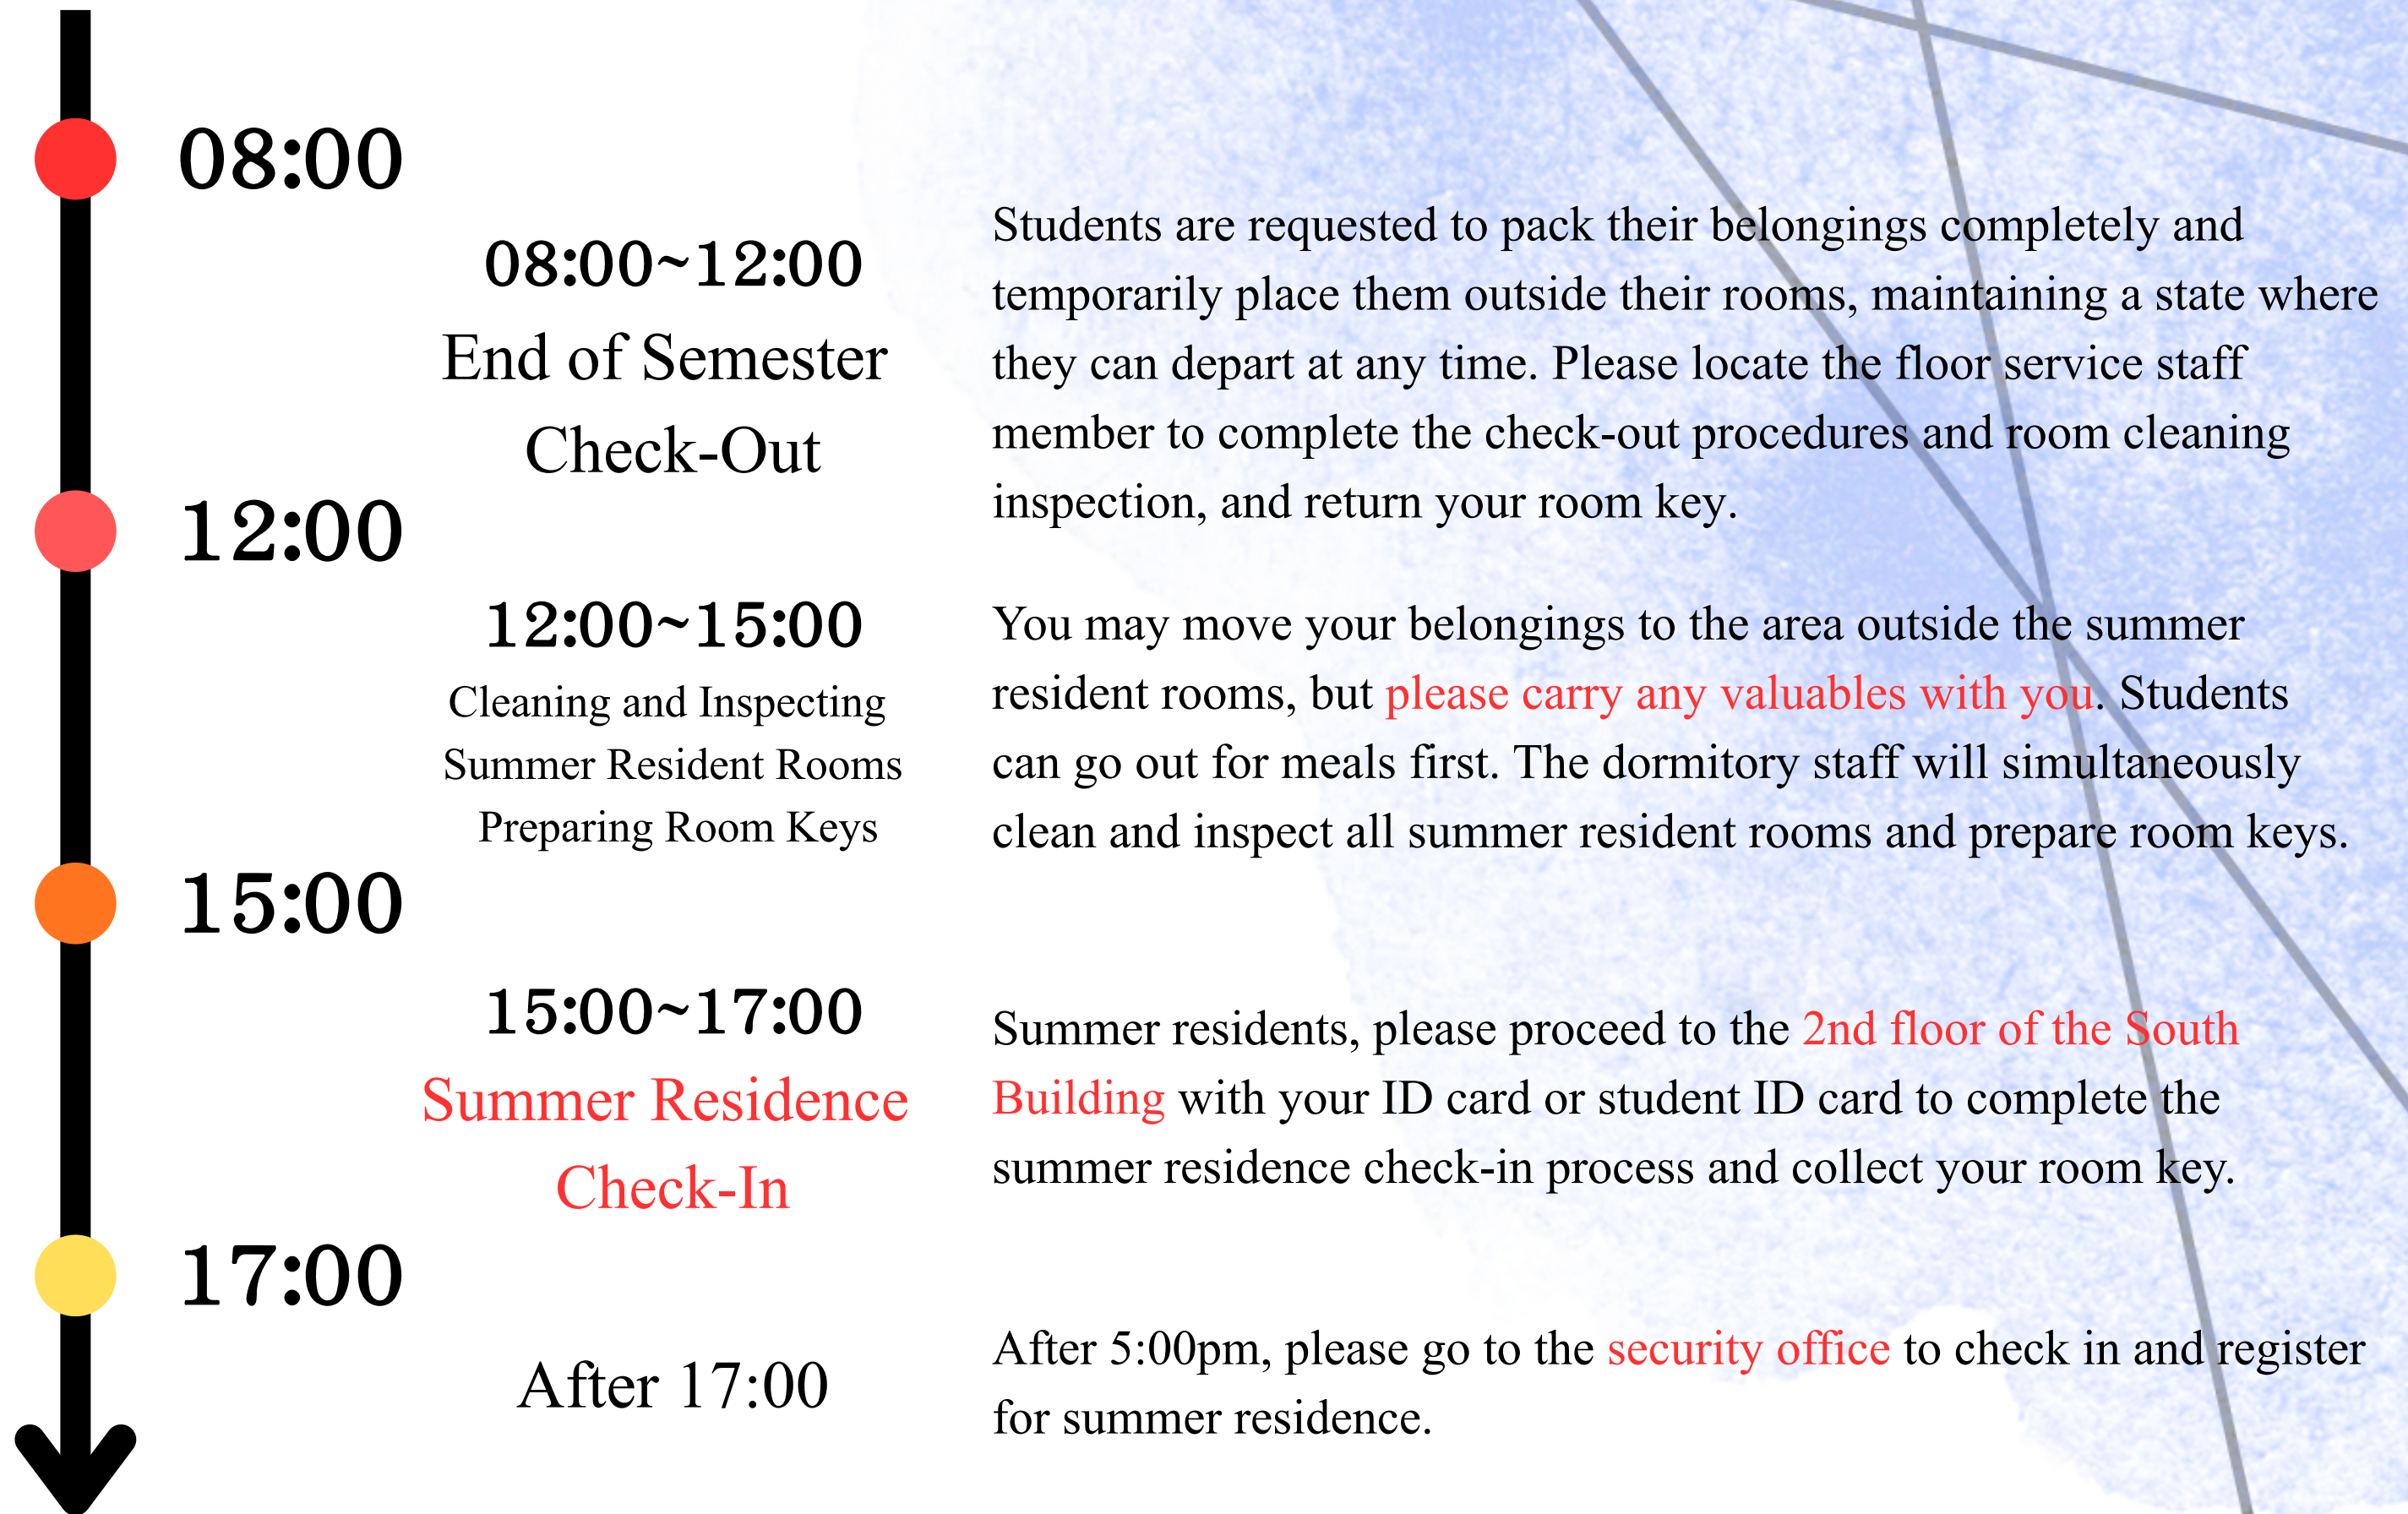 08:00
08:00~12:00
End of Semester
Check-Out
Students are requested to pack their belongings completely and
temporarily place them outside their rooms, maintaining a state where
they can depart at any time. Please locate the floor service staff
member to complete the check-out procedures and room cleaning
inspection, and return your room key.
12:00
12:00~15:00
Cleaning and Inspecting
Summer Resident Rooms
Preparing Room Keys
You may move your belongings to the area outside the summer
resident rooms, but please carry any valuables with you. Students
can go out for meals first. The dormitory staff will simultaneously
clean and inspect all summer resident rooms and prepare room keys.
15:00
15:00~17:00
Summer Residence
Check-In
Summer residents, please proceed to the 2nd floor of the South
Building with your ID card or student ID card to complete the
summer residence check-in process and collect your room key.
17:00
After 17:00
After 5:00pm, please go to the security office to check in and register
for summer residence.